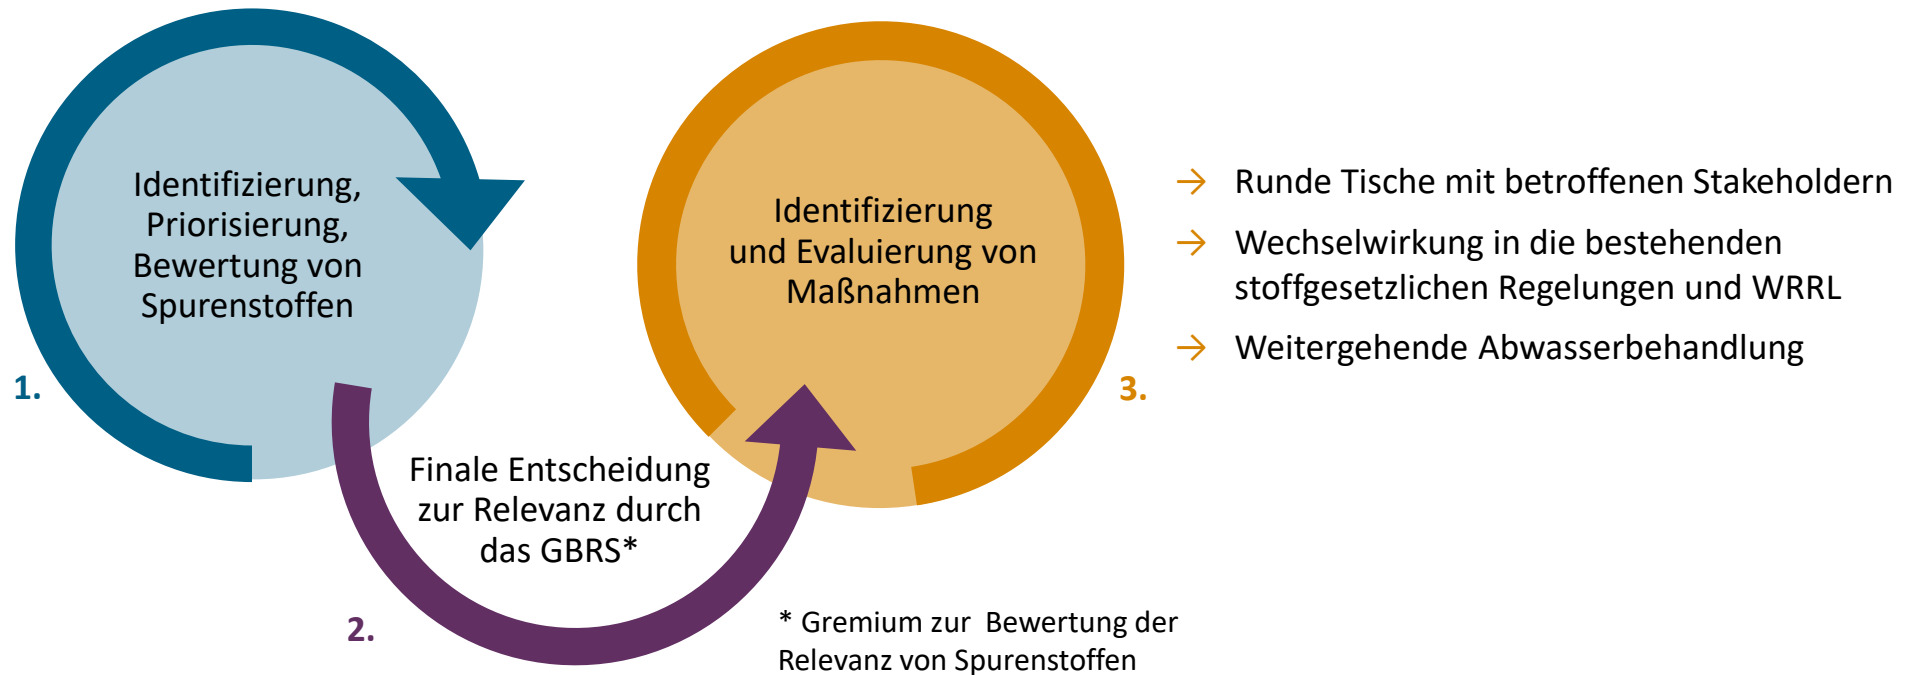 Identifizierung,
Priorisierung,
Bewertung von
Spurenstoffen
1.
Finale Entscheidung
zur Relevanz durch
das GBRS*
2.
* Gremium zur  Bewertung der
Relevanz von Spurenstoffen
Identifizierung
und Evaluierung von
Maßnahmen
3.
→ Runde Tische mit betroffenen Stakeholdern
→ Wechselwirkung in die bestehenden
stoffgesetzlichen Regelungen und WRRL
→ Weitergehende Abwasserbehandlung